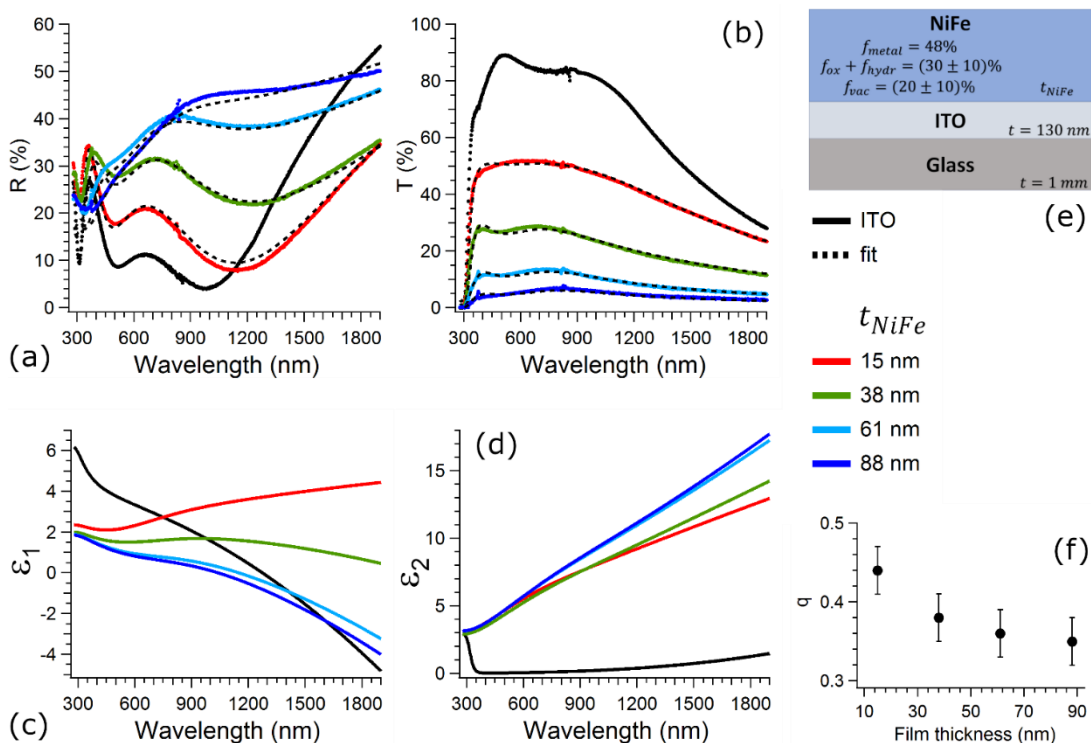 (a)
R (%)
60
50
40
30
20
10
0
300 600 900 1200 1500 1800
Wavelength (nm)
(b)
T (%)
100
80
60
40
20
0
300 600 900 1200 1500 1800
Wavelength (nm)
NiFe
f_metal = 48%
f_ox + f_hydr = (30 ± 10)%
f_vac = (20 ± 10)%
t_NiFe
ITO
t = 130 nm
Glass
t = 1 mm
(e)
ITO
fit
t_NiFe
15 nm
38 nm
61 nm
88 nm
(c)
ε₁
6
4
2
0
-2
-4
300 600 900 1200 1500 1800
Wavelength (nm)
(d)
ε₂
15
10
5
0
300 600 900 1200 1500 1800
Wavelength (nm)
(f)
q
0.5
0.4
0.3
10 30 50 70 90
Film thickness (nm)